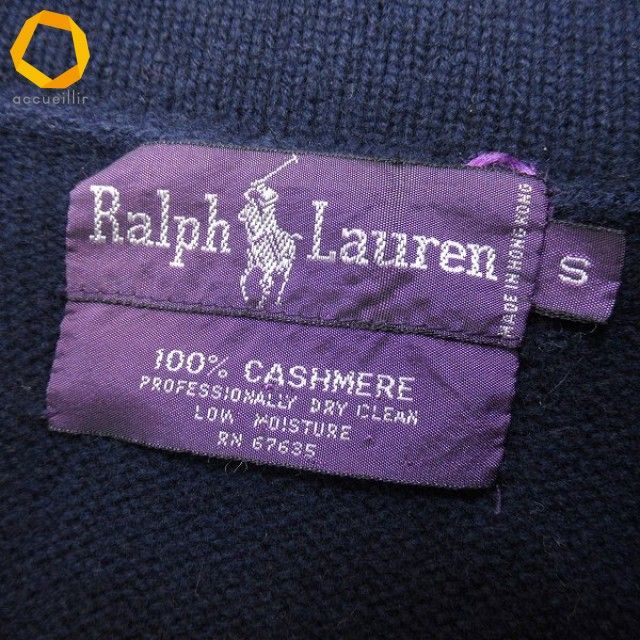 accueillir
Ralph Lauren
MADE IN HONG KONG
S
100% CASHMERE
PROFESSIONALLY DRY CLEAN
LOW MOISTURE
RN 67635